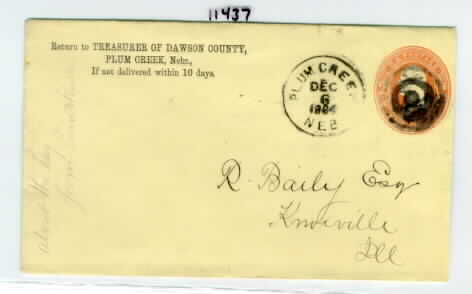 11437
Return to TREASURER OF DAWSON COUNTY,
PLUM CREEK, Nebr.,
If not delivered within 10 days.
PLUM CREEK
DEC
6
1884
NEB
R. Baily Esq
Knoxville
Ill